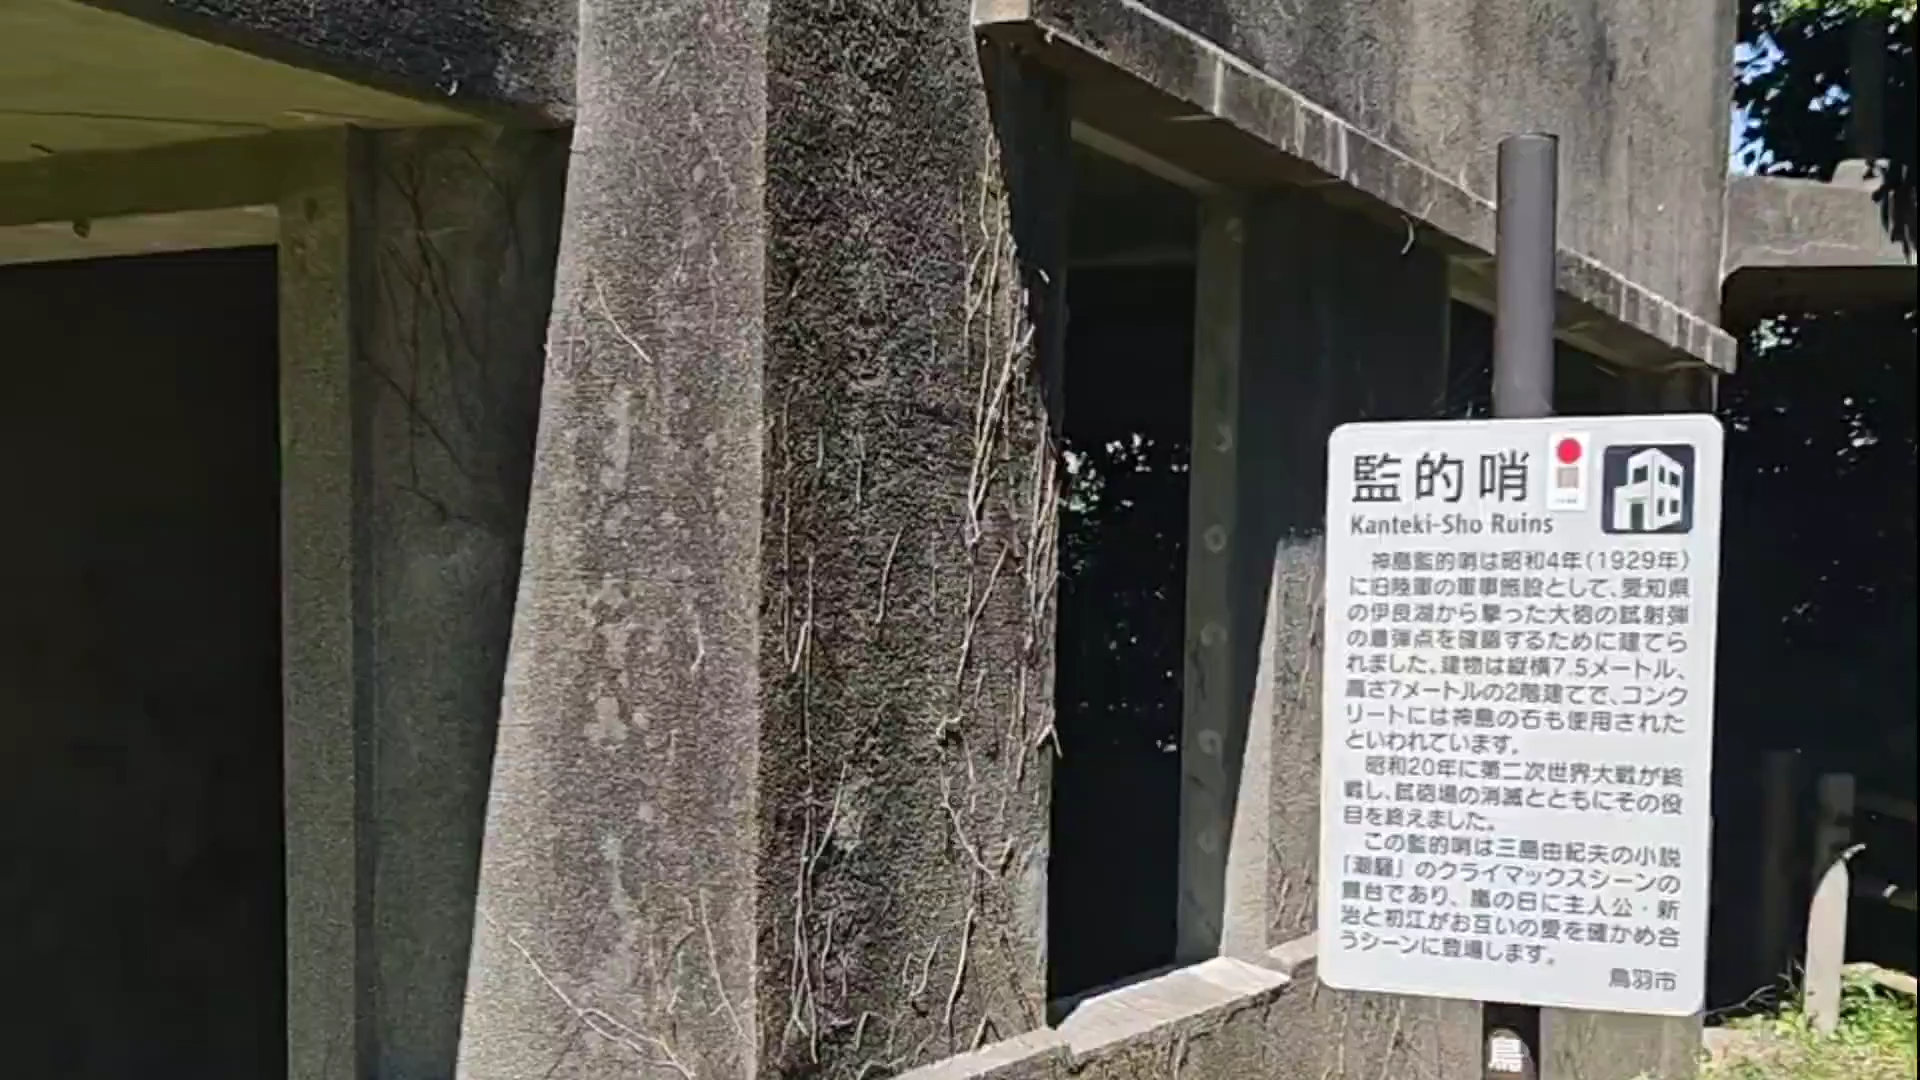 監的哨
Kanteki-Sho Ruins
神島監的哨は昭和4年(1929年)
に旧陸軍の軍事施設として、愛知県
の伊良湖から撃った大砲の試射弾
の着弾点を確認するために建てら
れました。建物は縦横7.5メートル、
高さ7メートルの2階建てで、コンク
リートには神島の石も使用された
といわれています。
昭和20年に第二次世界大戦が終
戦し、試砲場の消滅とともにその役
目を終えました。
この監的哨は三島由紀夫の小説
「潮騒」のクライマックスシーンの
舞台であり、嵐の日に主人公・新
治と初江がお互いの愛を確かめ合
うシーンに登場します。
鳥羽市
鳥